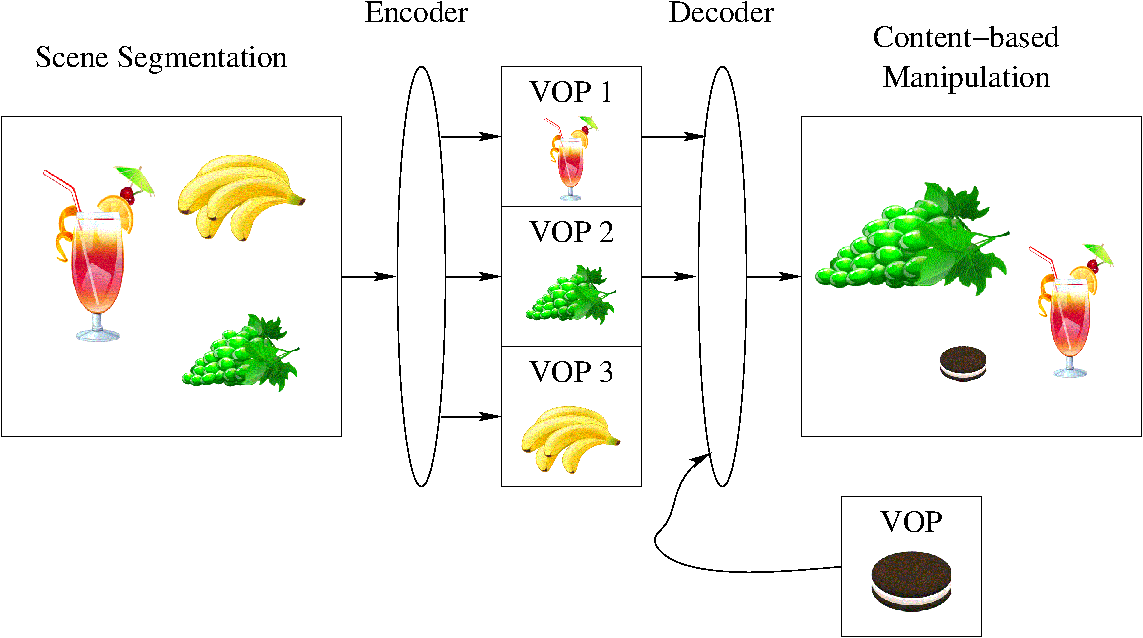 Encoder
Decoder
Scene Segmentation
Content−based
Manipulation
VOP 1
VOP 2
VOP 3
VOP